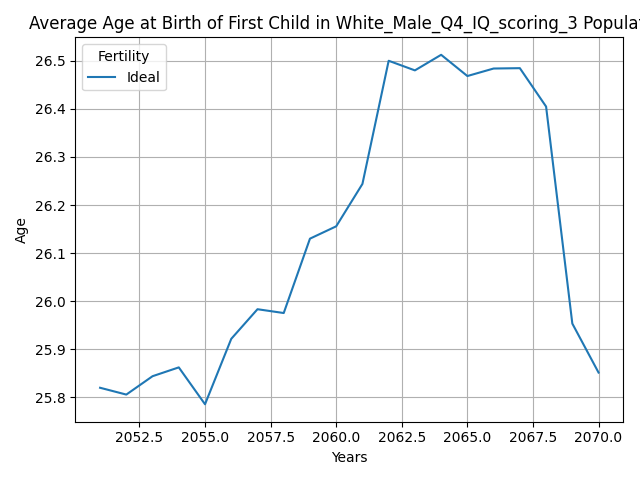 Average Age at Birth of First Child in White_Male_Q4_IQ_scoring_3 Populat
Fertility
Ideal
26.5
26.4
26.3
26.2
26.1
26.0
25.9
25.8
Age
2052.5 2055.0 2057.5 2060.0 2062.5 2065.0 2067.5 2070.0
Years